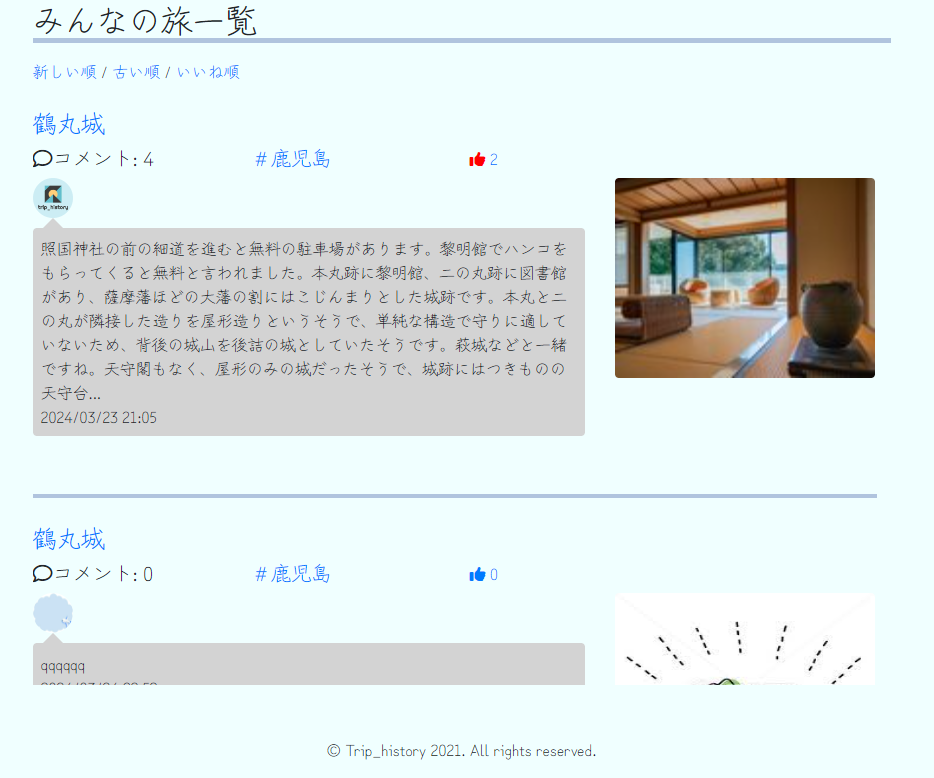 みんなの旅一覧
新しい順 / 古い順 / いいね順
鶴丸城
コメント: 4 #鹿児島 2
trip_history
照国神社の前の細道を進むと無料の駐車場があります。黎明館でハンコを
もらってくると無料と言われました。本丸跡に黎明館、二の丸跡に図書館
があり、薩摩藩ほどの大藩の割にはこじんまりとした城跡です。本丸と二
の丸が隣接した造りを屋形造りというそうで、単純な構造で守りに適して
いないため、背後の城山を後詰の城としていたそうです。萩城などと一緒
ですね。天守閣もなく、屋形のみの城だったそうで、城跡にはつきものの
天守台...
2024/03/23 21:05
鶴丸城
コメント: 0 #鹿児島 0
qqqqqq
© Trip_history 2021. All rights reserved.